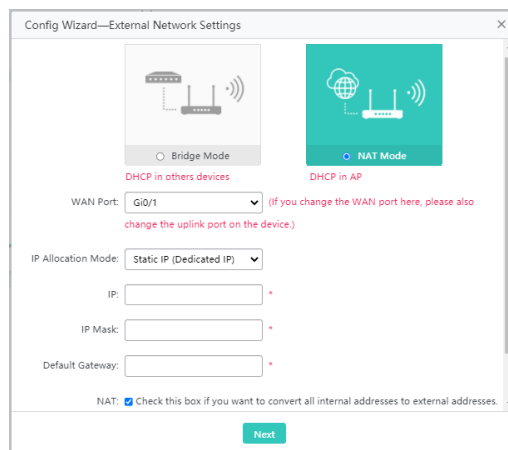 Config Wizard—External Network Settings ×
Bridge Mode NAT Mode
DHCP in others devices DHCP in AP
WAN Port: Gi0/1 (If you change the WAN port here, please also
change the uplink port on the device.)
IP Allocation Mode: Static IP (Dedicated IP)
IP: *
IP Mask: *
Default Gateway: *
NAT: Check this box if you want to convert all internal addresses to external addresses.
Next